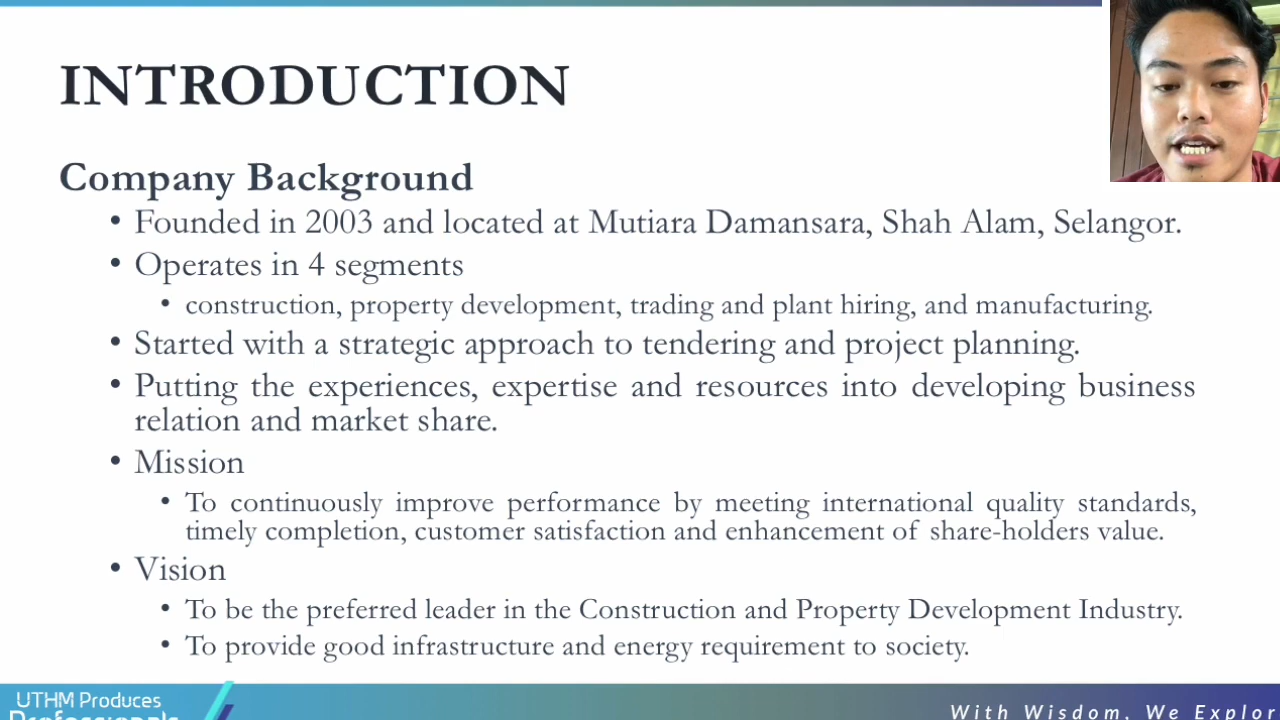 INTRODUCTION
Company Background
• Founded in 2003 and located at Mutiara Damansara, Shah Alam, Selangor.
• Operates in 4 segments
• construction, property development, trading and plant hiring, and manufacturing.
• Started with a strategic approach to tendering and project planning.
• Putting the experiences, expertise and resources into developing business
relation and market share.
• Mission
• To continuously improve performance by meeting international quality standards,
timely completion, customer satisfaction and enhancement of share-holders value.
• Vision
• To be the preferred leader in the Construction and Property Development Industry.
• To provide good infrastructure and energy requirement to society.
UTHM Produces
Professionals
With Wisdom, We Explor